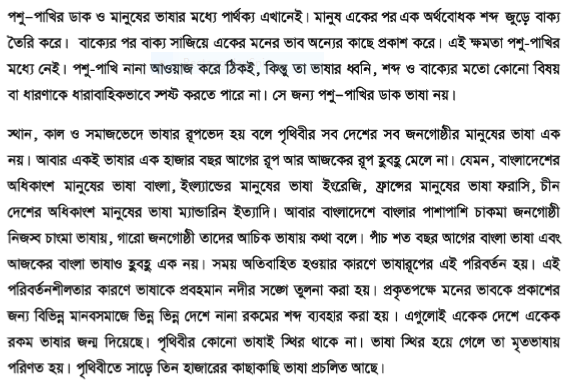 পশু–পাখির ডাক ও মানুষের ভাষার মধ্যে পার্থক্য এখানেই। মানুষ একের পর এক অর্থবোধক শব্দ জুড়ে বাক্য
তৈরি করে। বাক্যের পর বাক্য সাজিয়ে একের মনের ভাব অন্যের কাছে প্রকাশ করে। এই ক্ষমতা পশু-পাখির
মধ্যে নেই। পশু-পাখি নানা আওয়াজ করে ঠিকই, কিন্তু তা ভাষার ধ্বনি, শব্দ ও বাক্যের মতো কোনো বিষয়
বা ধারণাকে ধারাবাহিকভাবে স্পষ্ট করতে পারে না। সে জন্য পশু–পাখির ডাক ভাষা নয়।
স্থান, কাল ও সমাজভেদে ভাষার রূপভেদ হয় বলে পৃথিবীর সব দেশের সব জনগোষ্ঠীর মানুষের ভাষা এক
নয়। আবার একই ভাষার এক হাজার বছর আগের রূপ আর আজকের রূপ হুবহু মেলে না। যেমন, বাংলাদেশের
অধিকাংশ মানুষের ভাষা বাংলা, ইংল্যান্ডের মানুষের ভাষা ইংরেজি, ফ্রান্সের মানুষের ভাষা ফরাসি, চীন
দেশের অধিকাংশ মানুষের ভাষা ম্যান্ডারিন ইত্যাদি। আবার বাংলাদেশে বাংলার পাশাপাশি চাকমা জনগোষ্ঠী
নিজস্ব চাংমা ভাষায়, গারো জনগোষ্ঠী তাদের আচিক ভাষায় কথা বলে। পাঁচ শত বছর আগের বাংলা ভাষা এবং
আজকের বাংলা ভাষাও হুবহু এক নয়। সময় অতিবাহিত হওয়ার কারণে ভাষারূপের এই পরিবর্তন হয়। এই
পরিবর্তনশীলতার কারণে ভাষাকে প্রবহমান নদীর সঙ্গে তুলনা করা হয়। প্রকৃতপক্ষে মনের ভাবকে প্রকাশের
জন্য বিভিন্ন মানবসমাজে ভিন্ন ভিন্ন দেশে নানা রকমের শব্দ ব্যবহার করা হয়। এগুলোই একেক দেশে একেক
রকম ভাষার জন্ম দিয়েছে। পৃথিবীর কোনো ভাষাই স্থির থাকে না। ভাষা স্থির হয়ে গেলে তা মৃতভাষায়
পরিণত হয়। পৃথিবীতে সাড়ে তিন হাজারের কাছাকাছি ভাষা প্রচলিত আছে।